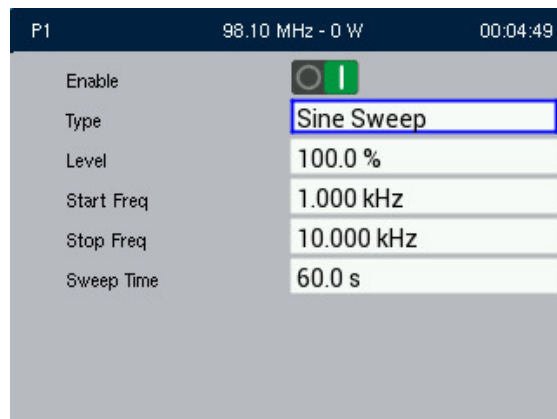 P1 98.10 MHz - 0 W 00:04:49
Enable
Type Sine Sweep
Level 100.0 %
Start Freq 1.000 kHz
Stop Freq 10.000 kHz
Sweep Time 60.0 s